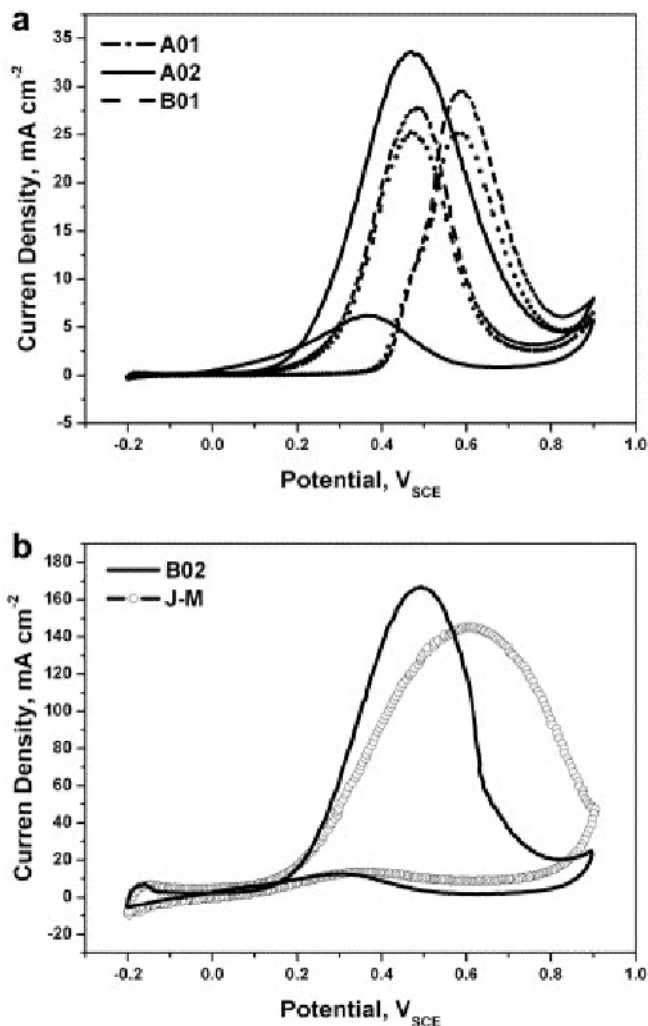 a
A01
A02
B01
Curren Density, mA cm⁻²
35
30
25
20
15
10
5
0
-5
-0.2 0.0 0.2 0.4 0.6 0.8 1.0
Potential, V_SCE
b
B02
J-M
Curren Density, mA cm⁻²
180
160
140
120
100
80
60
40
20
0
-20
-0.2 0.0 0.2 0.4 0.6 0.8 1.0
Potential, V_SCE